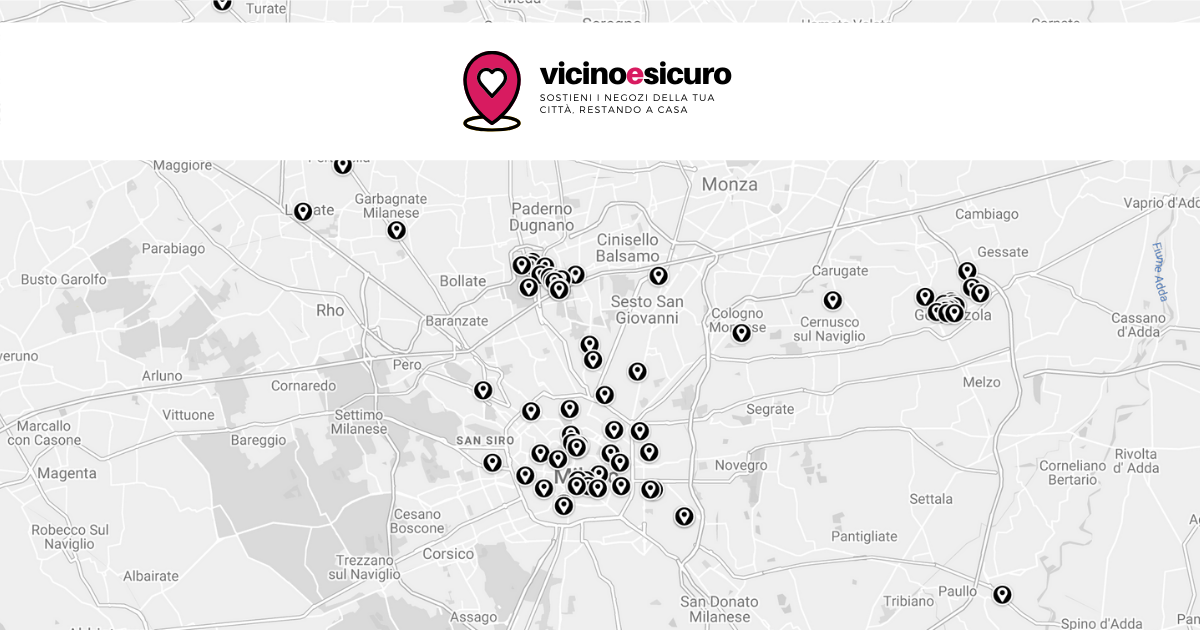 Turate
vicinoesicuro
SOSTIENI I NEGOZI DELLA TUA
CITTÀ, RESTANDO A CASA
Maggiore
Monza
Garbagnate
Milanese
Vaprio d'Add
Paderno
Dugnano
Cambiago
Parabiago
Cinisello
Balsamo
Gessate
Fiume Adda
Busto Garolfo
Bollate
Carugate
Rho
Sesto San
Giovanni
Baranzate
Cologno
Cernusco
sul Naviglio
Cassano
d'Adda
veruno
Pero
Arluno
Cornaredo
Melzo
Vittuone
Settimo
Milanese
Segrate
Marcallo
con Casone
Bareggio
SAN SIRO
Magenta
Novegro
Corneliano
Bertario
Rivolta
d' Adda
Settala
Cesano
Boscone
Robecco Sul
Naviglio
Pantigliate
Corsico
Trezzano
sul Naviglio
Albairate
Paullo
Tribiano
San Donato
Milanese
Assago
Spino d'Adda